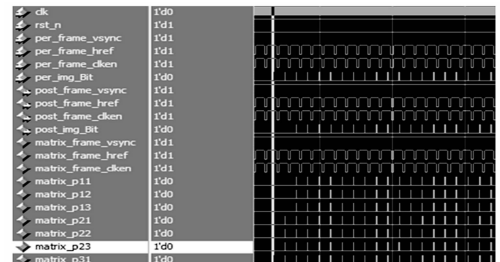 clk 1'd0
rst_n 1'd1
per_frame_vsync 1'd1
per_frame_href 1'd1
per_frame_clken 1'd1
per_img_Bit 1'd0
post_frame_vsync 1'd1
post_frame_href 1'd1
post_frame_clken 1'd1
post_img_Bit 1'd0
matrix_frame_vsync 1'd1
matrix_frame_href 1'd1
matrix_frame_clken 1'd1
matrix_p11 1'd0
matrix_p12 1'd0
matrix_p13 1'd0
matrix_p21 1'd0
matrix_p22 1'd0
matrix_p23 1'd0
matrix_p31 1'd0